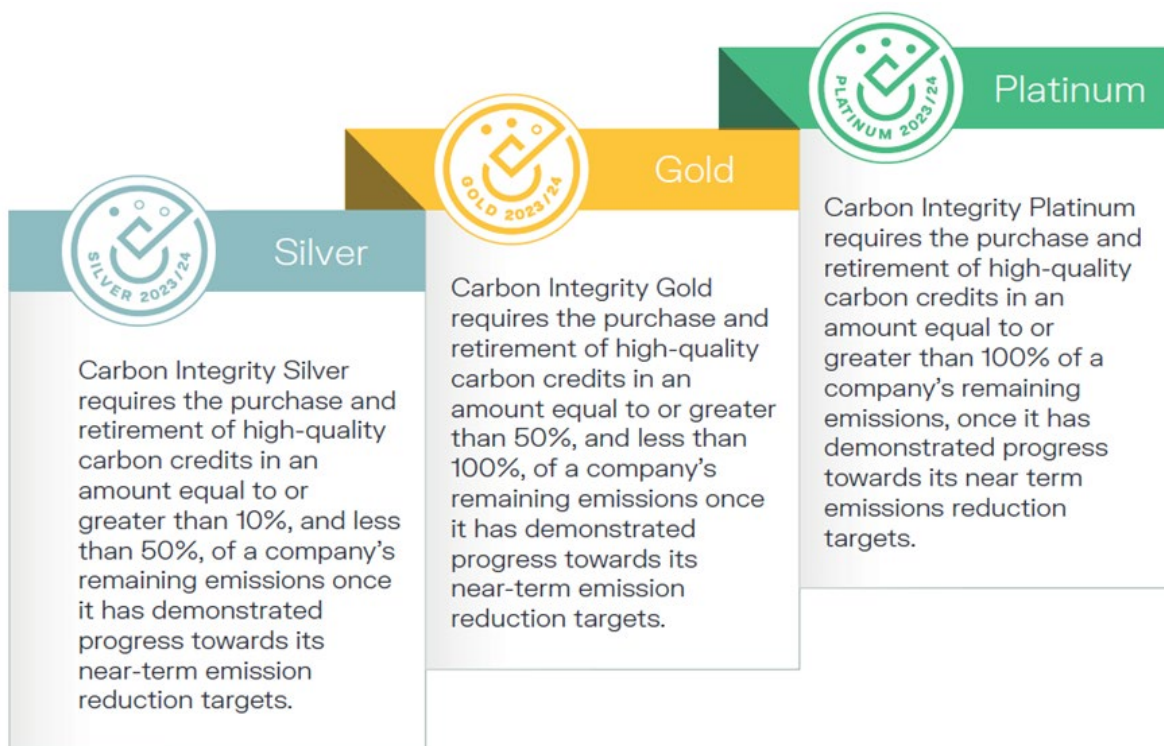 SILVER 2023/24
Silver
Carbon Integrity Silver
requires the purchase and
retirement of high-quality
carbon credits in an
amount equal to or
greater than 10%, and less
than 50%, of a company's
remaining emissions once
it has demonstrated
progress towards its
near-term emission
reduction targets.
GOLD 2023/24
Gold
Carbon Integrity Gold
requires the purchase and
retirement of high-quality
carbon credits in an
amount equal to or greater
than 50%, and less than
100%, of a company's
remaining emissions once
it has demonstrated
progress towards its
near-term emission
reduction targets.
PLATINUM 2023/24
Platinum
Carbon Integrity Platinum
requires the purchase and
retirement of high-quality
carbon credits in an
amount equal to or
greater than 100% of a
company's remaining
emissions, once it has
demonstrated progress
towards its near term
emissions reduction
targets.